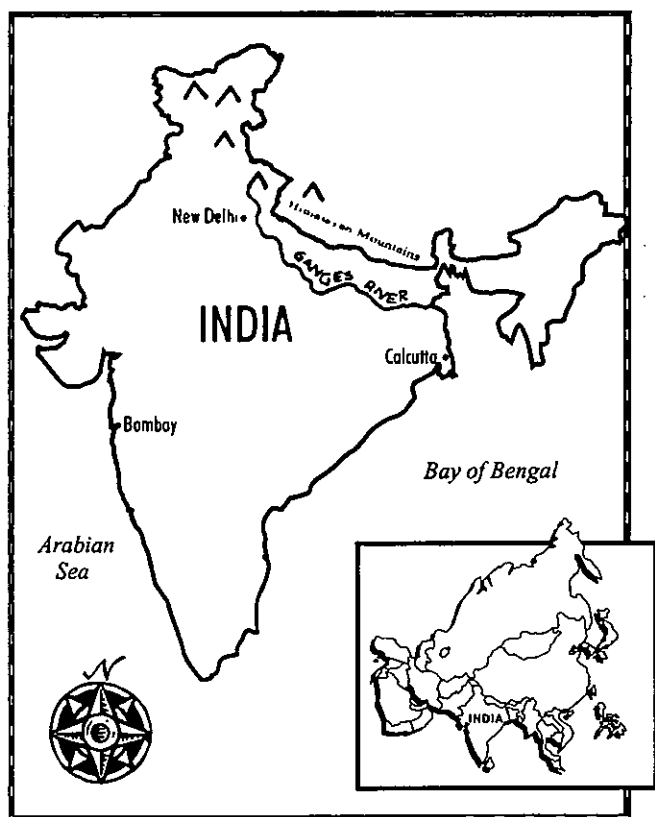 New Delhi
Himalayan Mountains
GANGES RIVER
INDIA
Calcutta
Bombay
Bay of Bengal
Arabian
Sea
N
INDIA